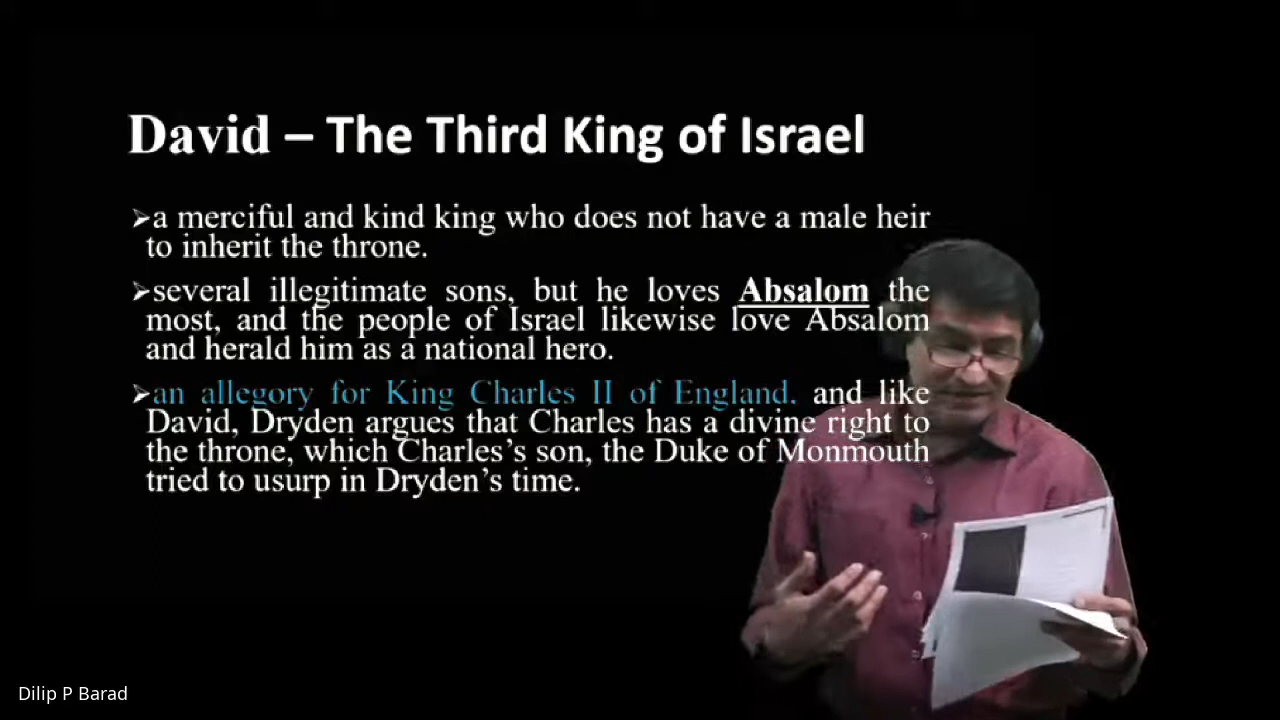 David – The Third King of Israel
➢a merciful and kind king who does not have a male heir
to inherit the throne.
➢several illegitimate sons, but he loves Absalom the
most, and the people of Israel likewise love Absalom
and herald him as a national hero.
➢an allegory for King Charles II of England, and like
David, Dryden argues that Charles has a divine right to
the throne, which Charles’s son, the Duke of Monmouth
tried to usurp in Dryden’s time.
Dilip P Barad